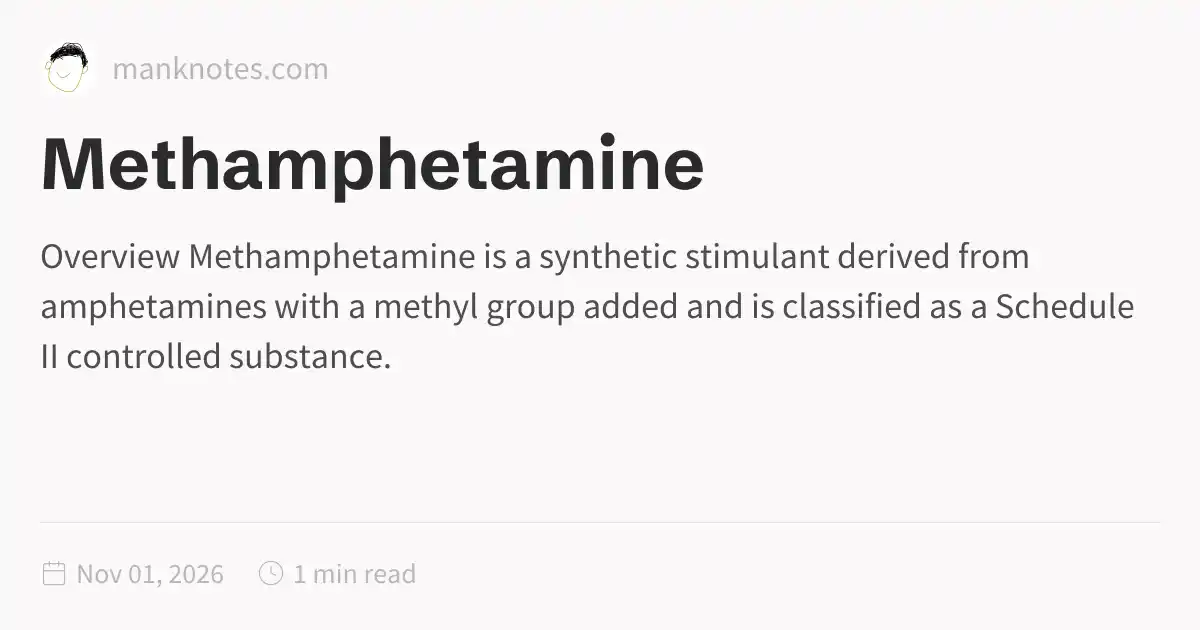 manknotes.com
Methamphetamine
Overview Methamphetamine is a synthetic stimulant derived from
amphetamines with a methyl group added and is classified as a Schedule
II controlled substance.
Nov 01, 2026 1 min read